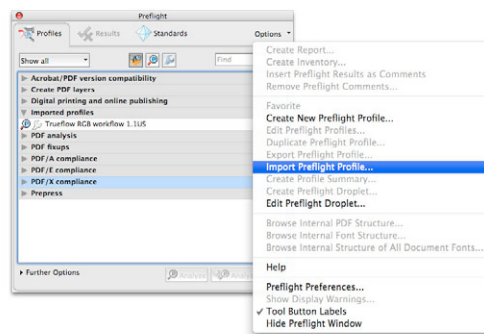 Preflight
Profiles
Results
Standards
Options
Show all
Find
Acrobat/PDF version compatibility
Create PDF layers
Digital printing and online publishing
Imported profiles
Trueflow RGB workflow 1.1US
PDF analysis
PDF fixups
PDF/A compliance
PDF/E compliance
PDF/X compliance
Prepress
Further Options
Analyze
Analyze
Create Report...
Create Inventory...
Insert Preflight Results as Comments
Remove Preflight Comments...
Favorite
Create New Preflight Profile...
Edit Preflight Profiles...
Duplicate Preflight Profile...
Export Preflight Profile...
Import Preflight Profile...
Create Profile Summary...
Create Preflight Droplet...
Edit Preflight Droplet...
Browse Internal PDF Structure...
Browse Internal Font Structure...
Browse Internal Structure of All Document Fonts...
Help
Preflight Preferences...
Show Display Warnings...
Tool Button Labels
Hide Preflight Window